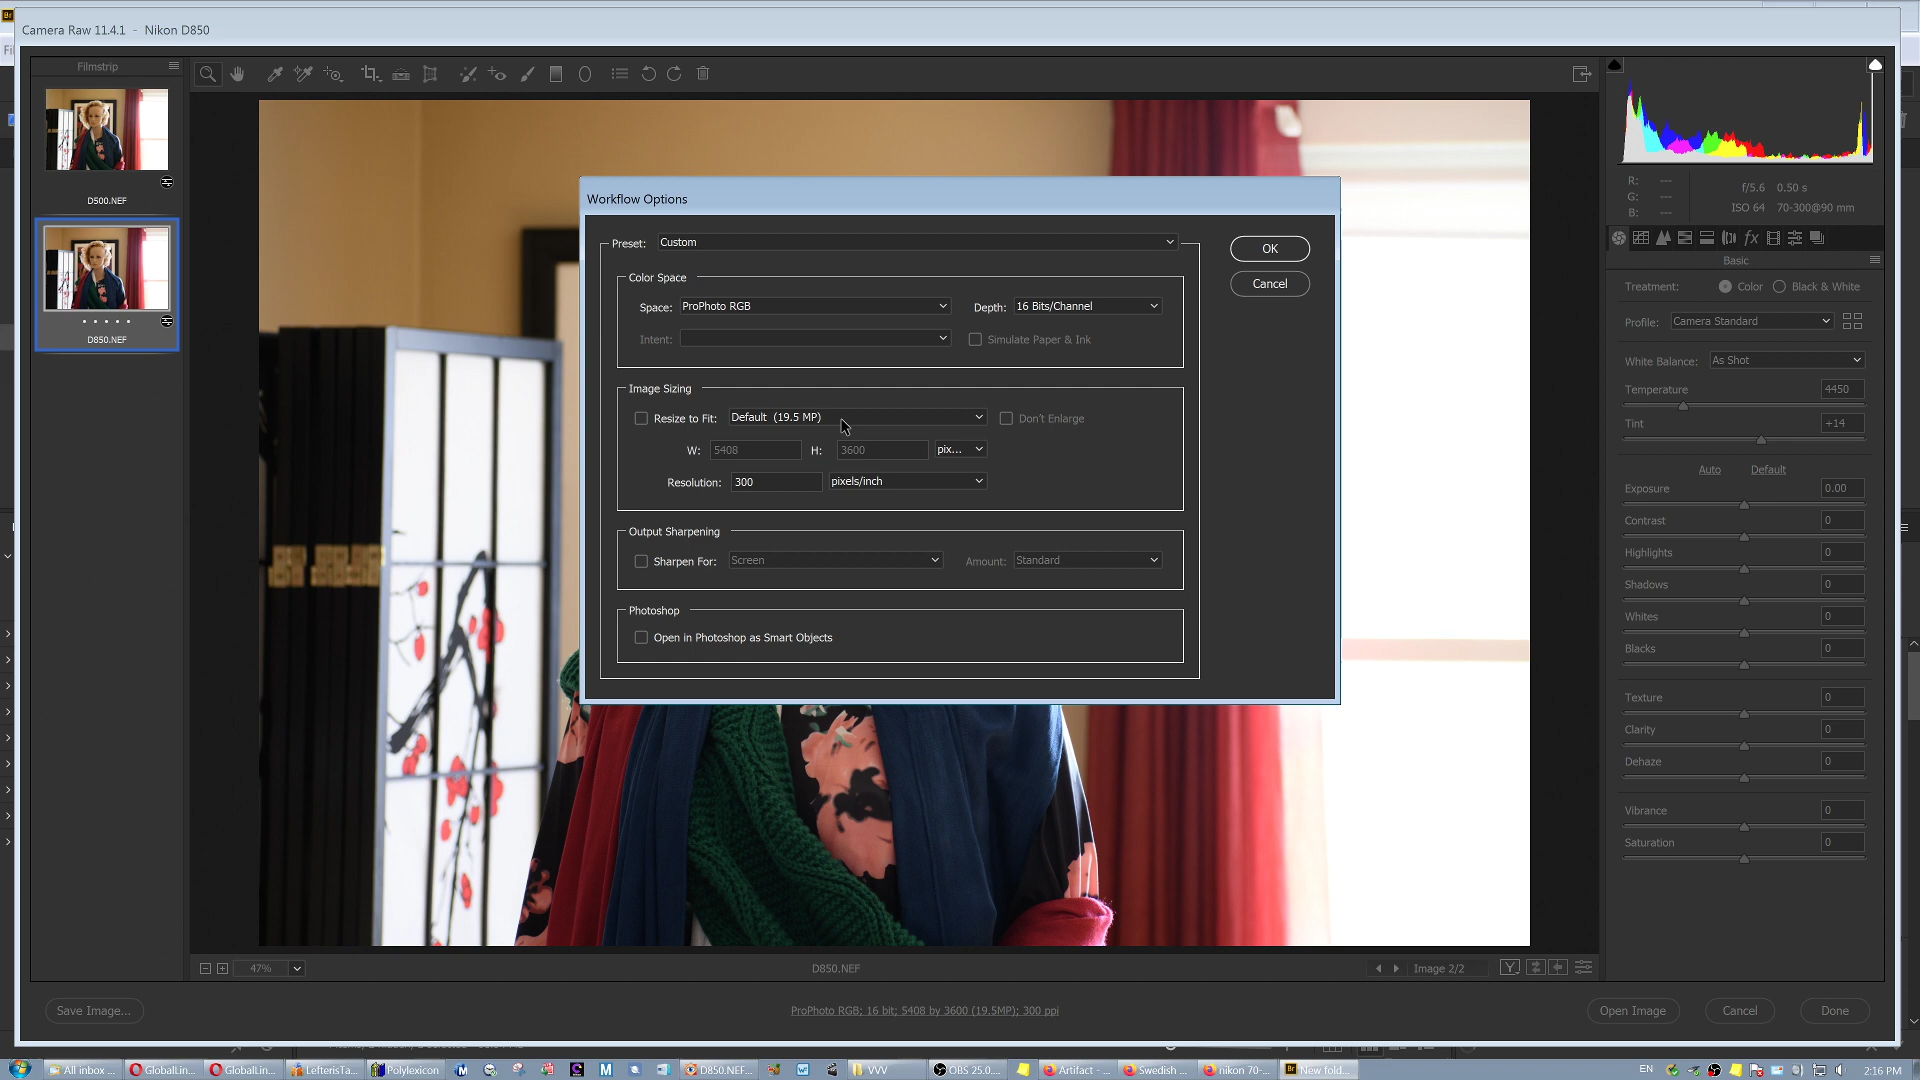 Camera Raw 11.4.1 - Nikon D850
Filmstrip
D500.NEF
D850.NEF
Workflow Options
Preset: Custom
OK
Cancel
Color Space
Space: ProPhoto RGB
Depth: 16 Bits/Channel
Intent:
Simulate Paper & Ink
Image Sizing
Resize to Fit: Default (19.5 MP)
Don't Enlarge
W: 5408 H: 3600 pix...
Resolution: 300 pixels/inch
Output Sharpening
Sharpen For: Screen
Amount: Standard
Photoshop
Open in Photoshop as Smart Objects
R: ---
G: ---
B: ---
f/5.6 0.50 s
ISO 64 70-300@90 mm
fx
Basic
Treatment: Color Black & White
Profile: Camera Standard
White Balance: As Shot
Temperature 4450
Tint +14
Auto Default
Exposure 0.00
Contrast 0
Highlights 0
Shadows 0
Whites 0
Blacks 0
Texture 0
Clarity 0
Dehaze 0
Vibrance 0
Saturation 0
47%
D850.NEF
Image 2/2
Y
Save Image...
ProPhoto RGB; 16 bit; 5408 by 3600 (19.5MP); 300 ppi
Open Image
Cancel
Done
All inbox ...
GlobalLin...
GlobalLin...
LefterisTa...
Polylexicon
D850.NEF...
VVV
OBS 25.0....
Artifact - ...
Swedish ...
nikon 70-...
Br New fold...
EN
2:16 PM